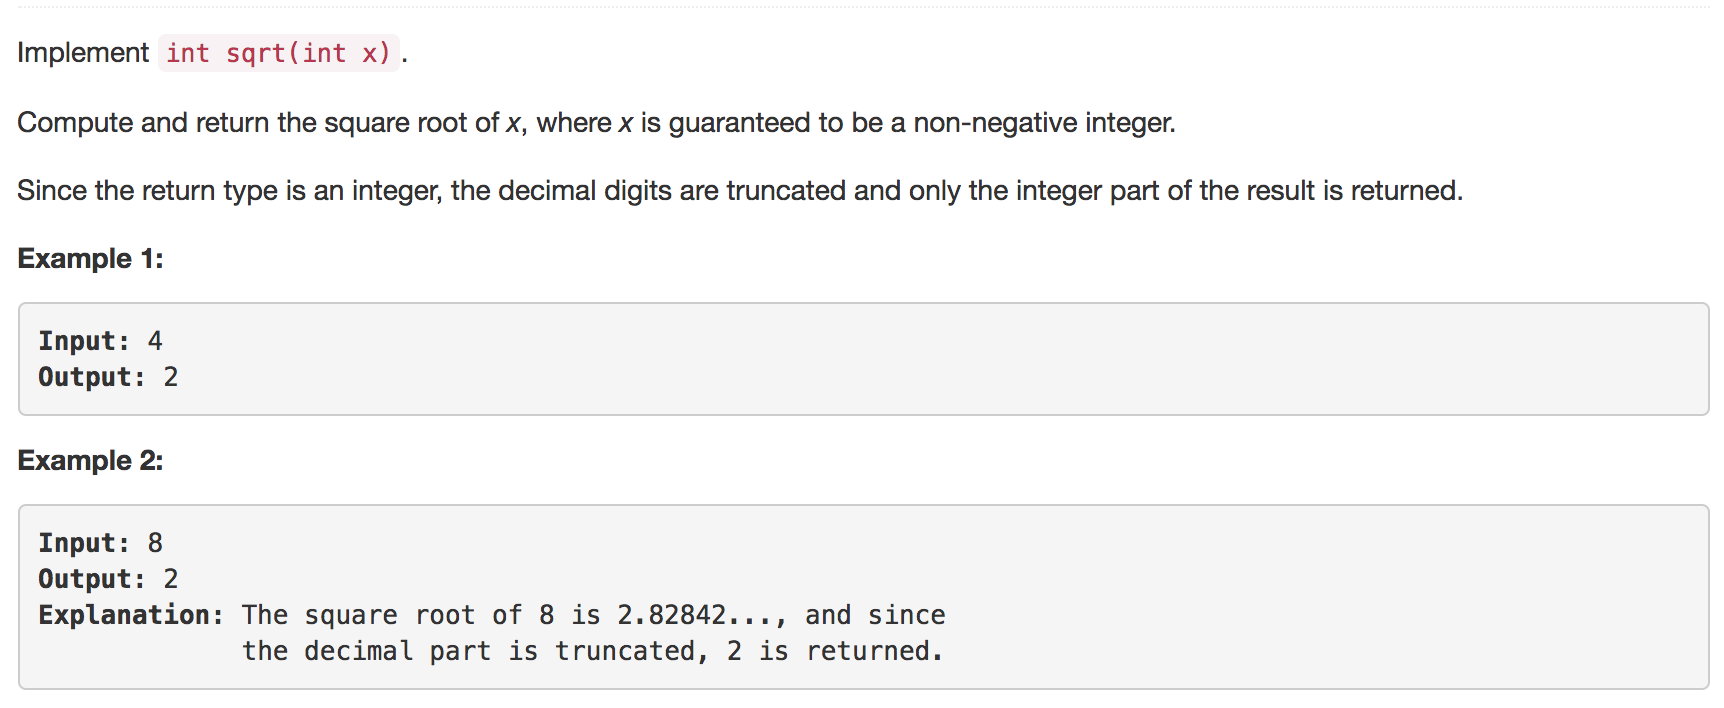 Implement int sqrt(int x).
Compute and return the square root of x, where x is guaranteed to be a non-negative integer.
Since the return type is an integer, the decimal digits are truncated and only the integer part of the result is returned.
Example 1:
Input: 4
Output: 2
Example 2:
Input: 8
Output: 2
Explanation: The square root of 8 is 2.82842..., and since
the decimal part is truncated, 2 is returned.